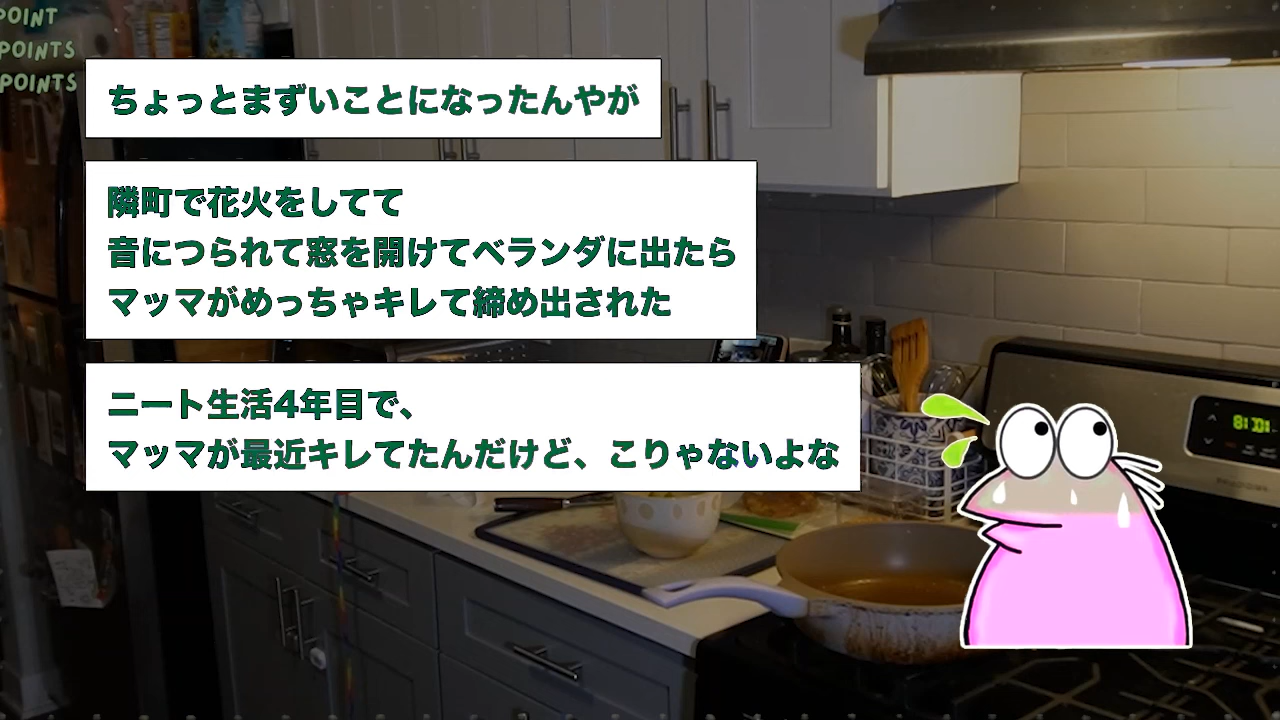 POINT
POINTS
POINTS
ちょっとまずいことになったんやが
隣町で花火をしてて
音につられて窓を開けてベランダに出たら
マッマがめっちゃキレて締め出された
ニート生活4年目で、
マッマが最近キレてたんだけど、こりゃないよな